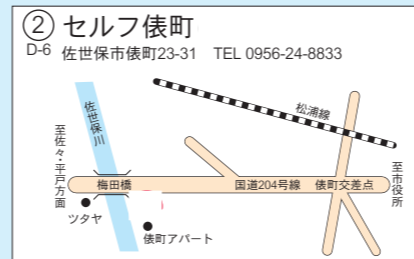 ② セルフ俵町
D-6 佐世保市俵町23-31 TEL 0956-24-8833
佐世保川
松浦線
至佐々・平戸方面
梅田橋
国道204号線
俵町交差点
至市役所
ツタヤ
俵町アパート